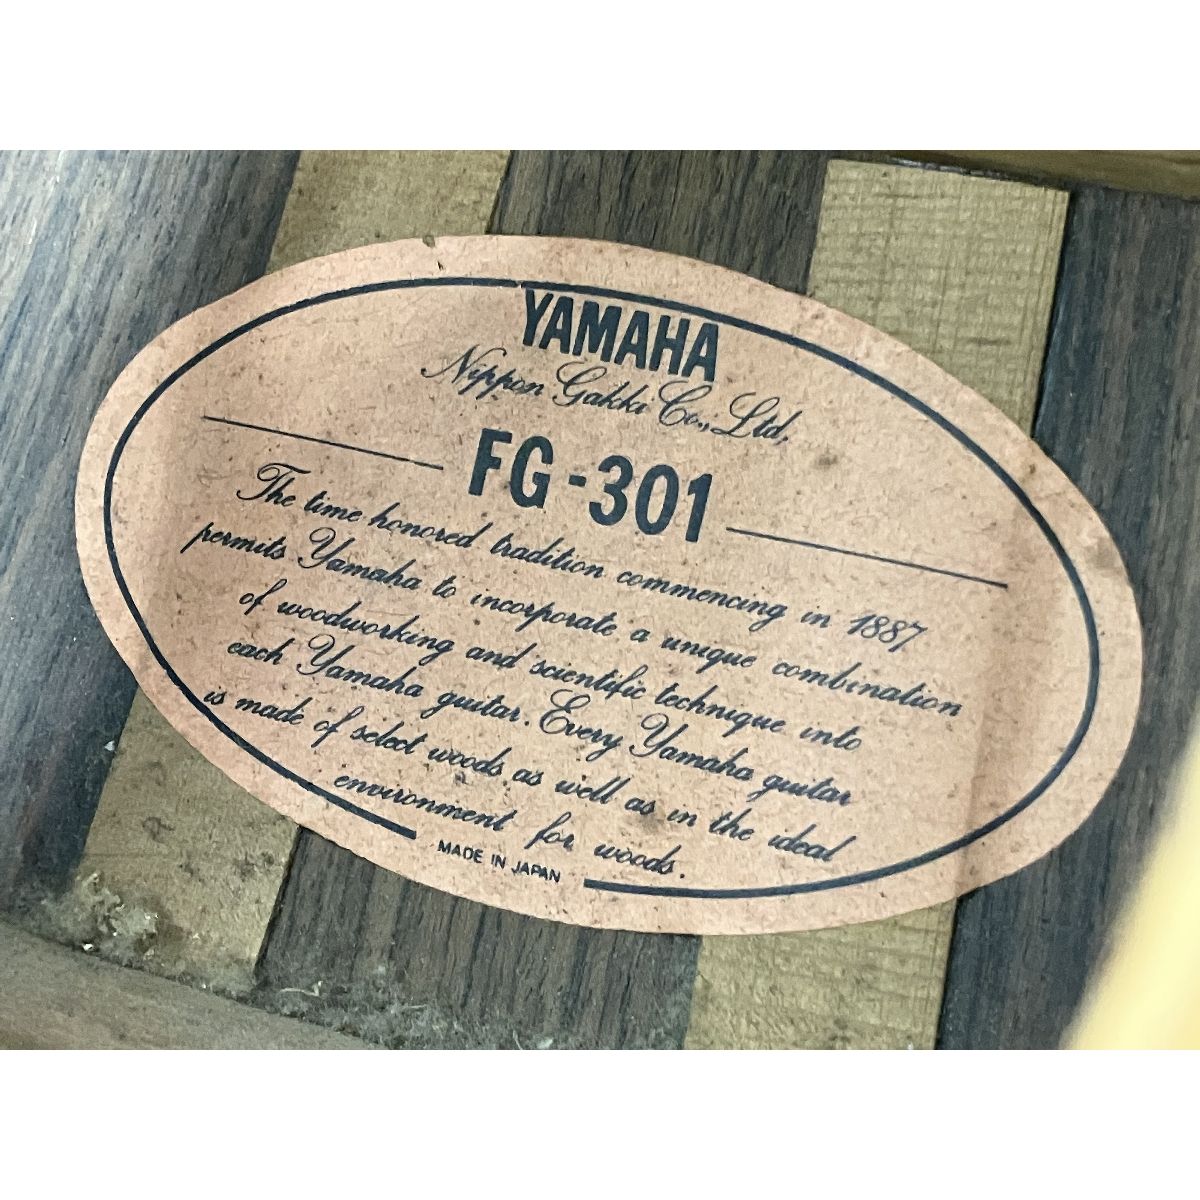 YAMAHA
Nippon Gakki Co., Ltd,
FG-301
The time honored tradition commencing in 1887
permits Yamaha to incorporate a unique combination
of woodworking and scientific technique into
each Yamaha guitar. Every Yamaha guitar
is made of select woods as well as in the ideal
environment for woods.
MADE IN JAPAN